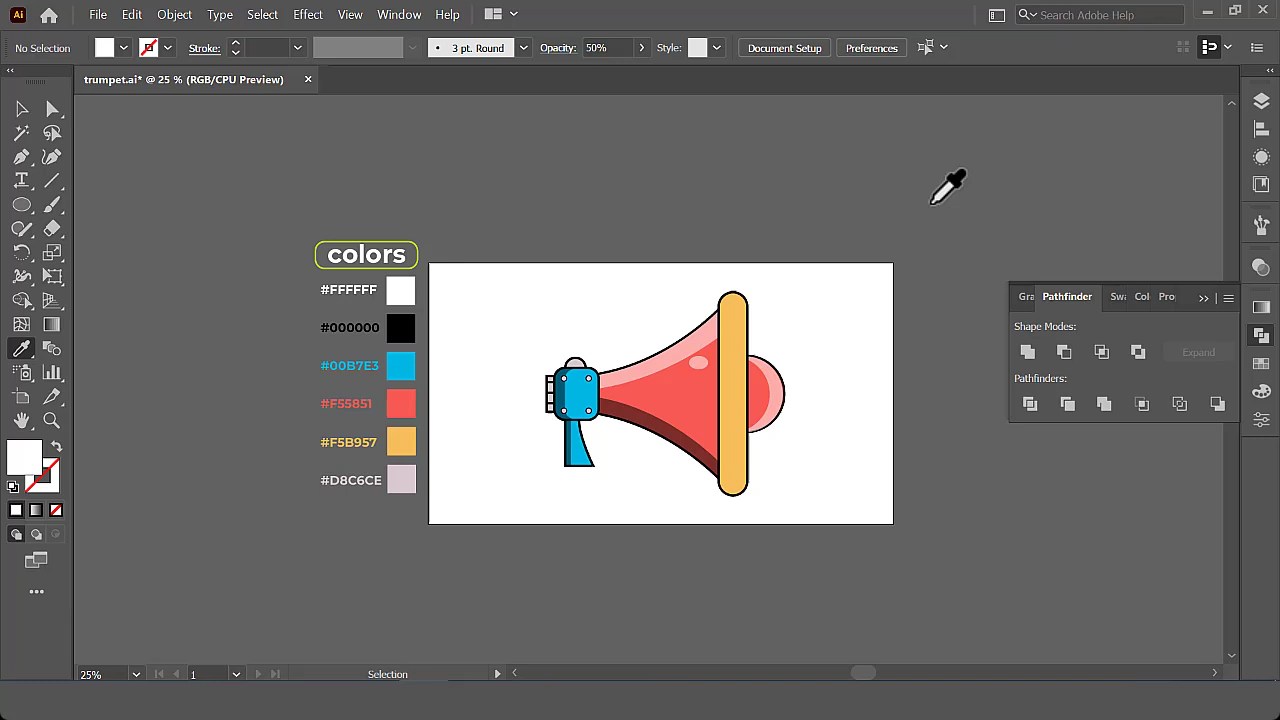 Ai File Edit Object Type Select Effect View Window Help Search Adobe Help
No Selection Stroke: 3 pt. Round Opacity: 50% Style: Document Setup Preferences
trumpet.ai* @ 25 % (RGB/CPU Preview)
colors
#FFFFFF
#000000
#00B7E3
#F55851
#F5B957
#D8C6CE
Gra Pathfinder Swa Col Pro
Shape Modes:
Expand
Pathfinders:
25% 1 Selection